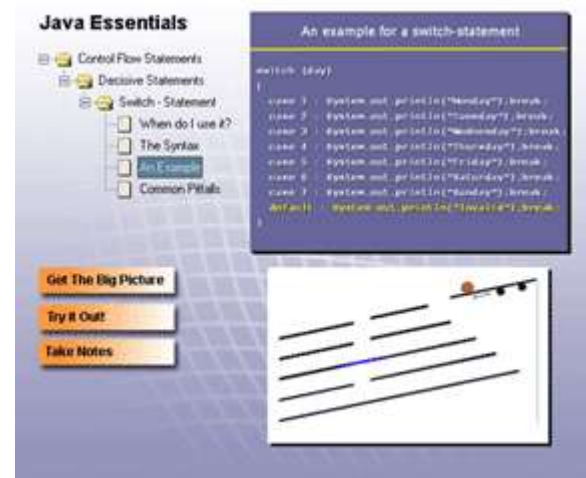 Java Essentials
Control Flow Statements
Decisive Statements
Switch - Statement
When do I use it?
The Syntax
An Example
Common Pitfalls
Get The Big Picture
Try it Out!
Take Notes
An example for a switch-statement
switch (day)
{
case 1 : System.out.println("Monday");break;
case 2 : System.out.println("Tuesday");break;
case 3 : System.out.println("Wednesday");break;
case 4 : System.out.println("Thursday");break;
case 5 : System.out.println("Friday");break;
case 6 : System.out.println("Saturday");break;
case 7 : System.out.println("Sunday");break;
default : System.out.println("Invalid");break;
}